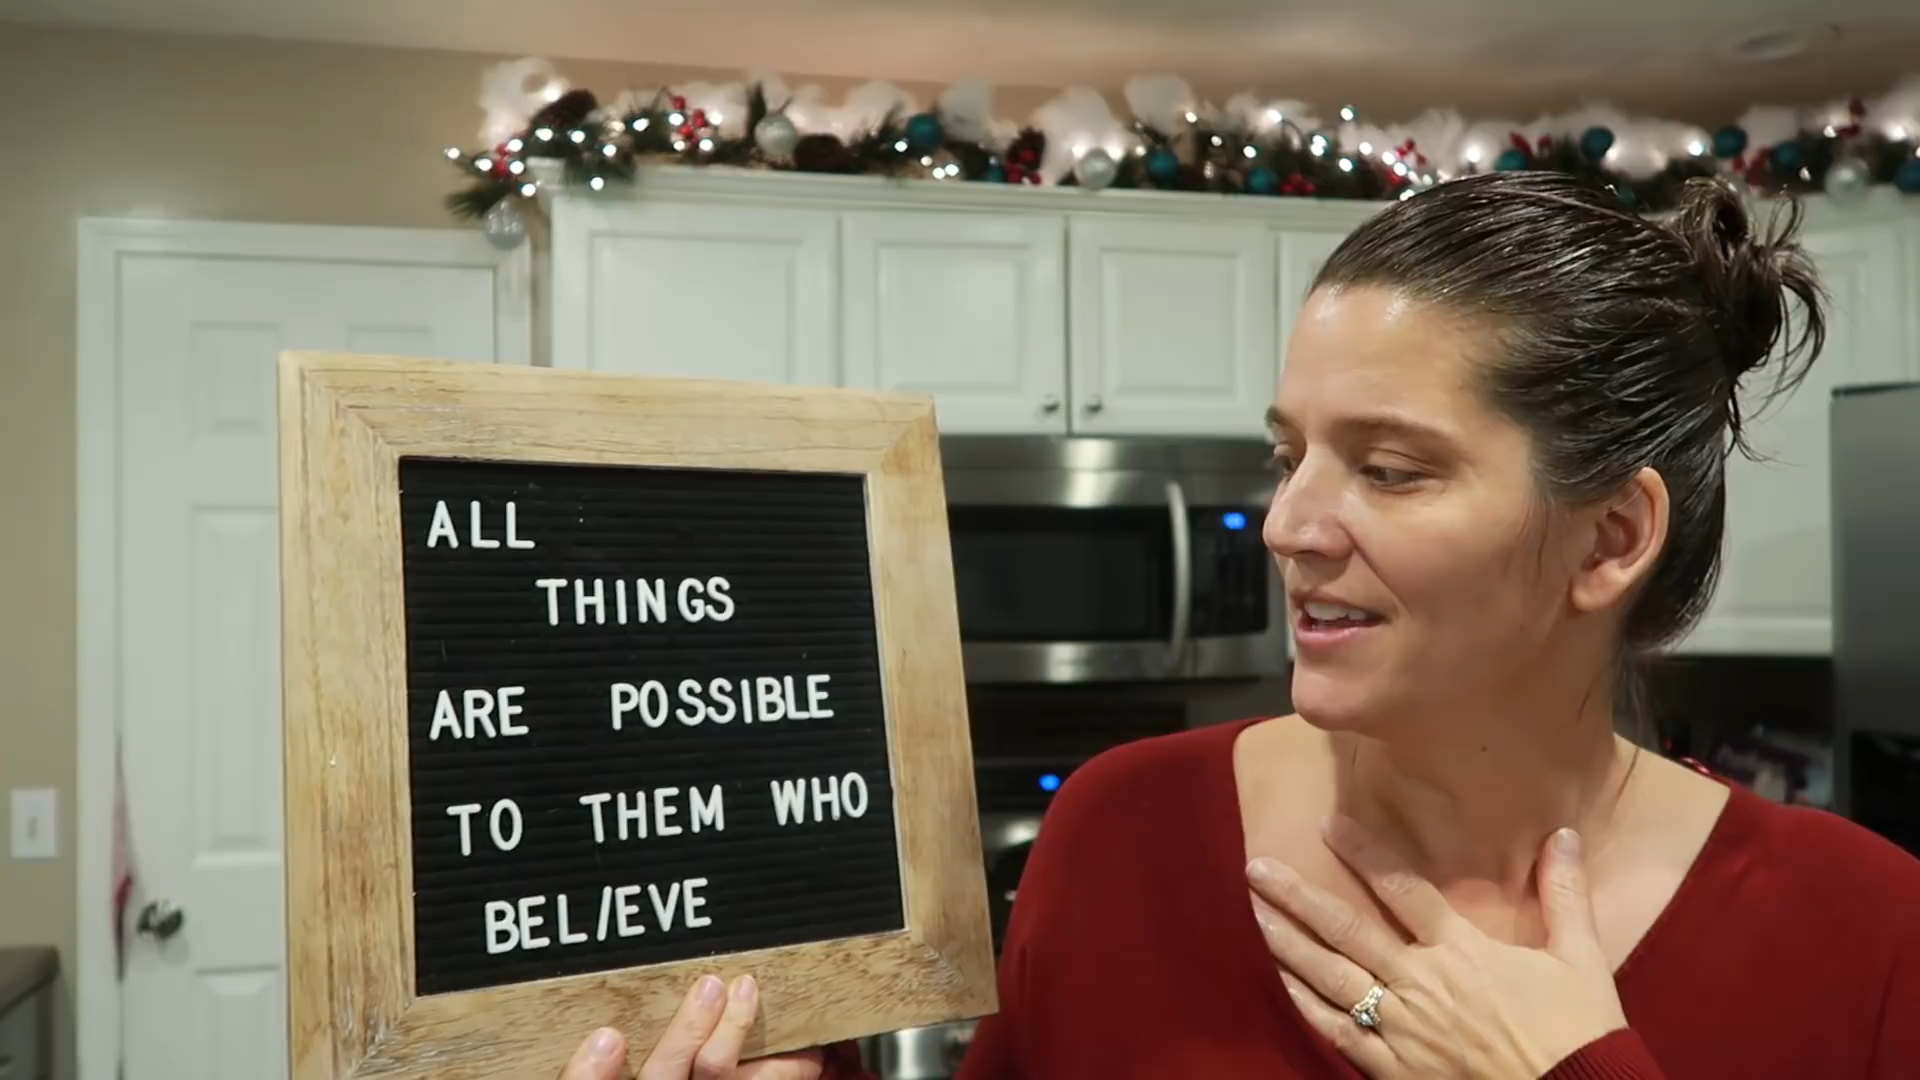 ALL
THINGS
ARE POSSIBLE
TO THEM WHO
BEL/EVE